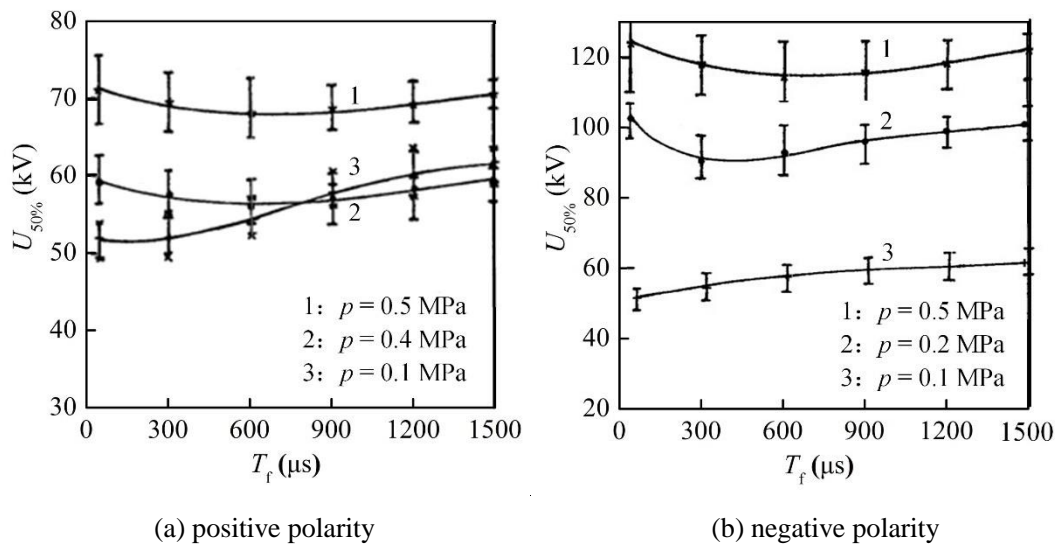 80
70
60
50
40
30
U50% (kV)
1
3
2
1: p = 0.5 MPa
2: p = 0.4 MPa
3: p = 0.1 MPa
0 300 600 900 1200 1500
Tf (μs)
(a) positive polarity
120
100
80
60
40
20
U50% (kV)
1
2
3
1: p = 0.5 MPa
2: p = 0.2 MPa
3: p = 0.1 MPa
0 300 600 900 1200 1500
Tf (μs)
(b) negative polarity